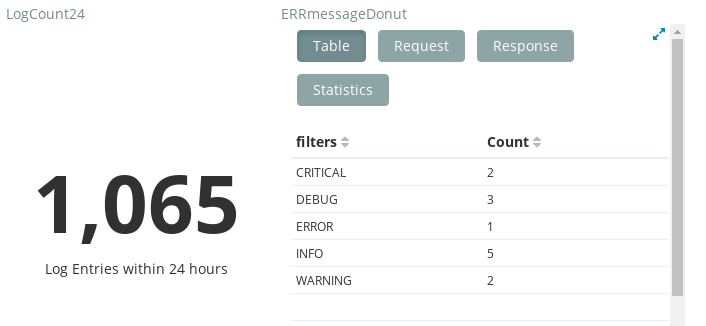 LogCount24
ERRmessageDonut
Table Request Response
Statistics
filters Count
CRITICAL 2
DEBUG 3
ERROR 1
INFO 5
WARNING 2
1,065
Log Entries within 24 hours